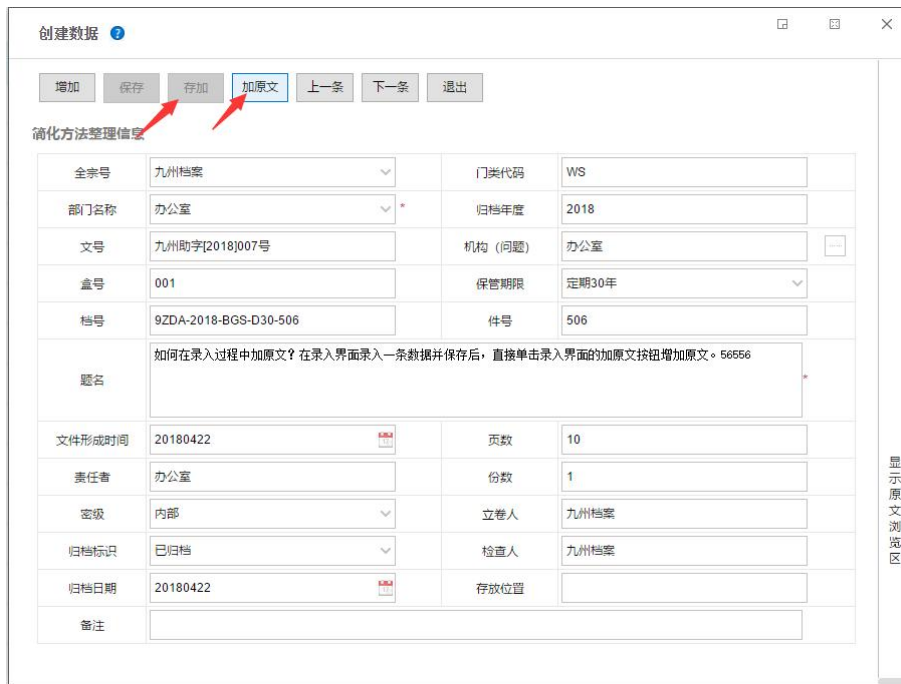 创建数据 ?
增加 保存 存加 加原文 上一条 下一条 退出
简化方法整理信息
全宗号 九州档案 门类代码 WS
部门名称 办公室 * 归档年度 2018
文号 九州助字[2018]007号 机构（问题） 办公室 ...
盒号 001 保管期限 定期30年
档号 9ZDA-2018-BGS-D30-506 件号 506
题名 如何在录入过程中加原文？在录入界面录入一条数据并保存后，直接单击录入界面的加原文按钮增加原文。56556 *
文件形成时间 20180422 页数 10
责任者 办公室 份数 1
密级 内部 立卷人 九州档案
归档标识 已归档 检查人 九州档案
归档日期 20180422 存放位置
备注
显示原文浏览区